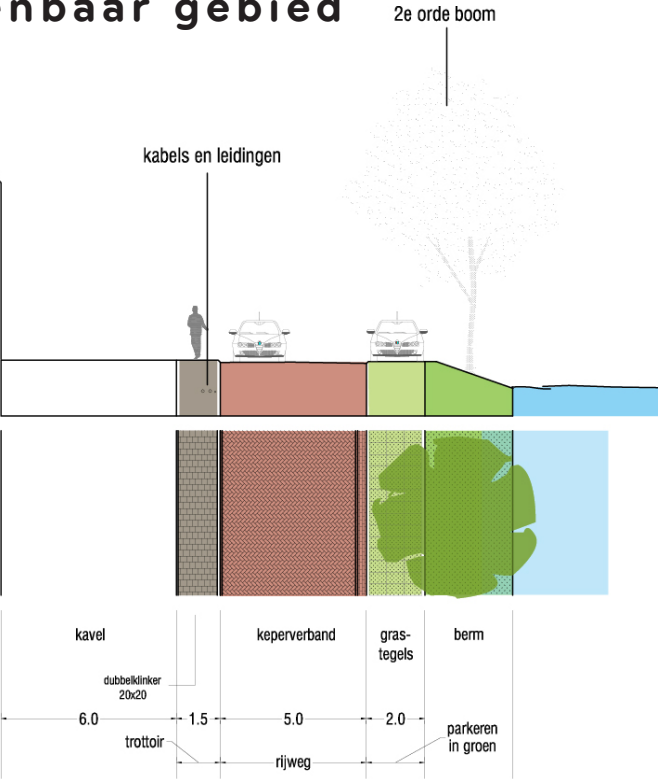 nbaar gebied
2e orde boom
kabels en leidingen
kavel
keperverband
gras-
tegels
berm
dubbelklinker
20x20
6.0
1.5
5.0
2.0
trottoir
parkeren
in groen
rijweg